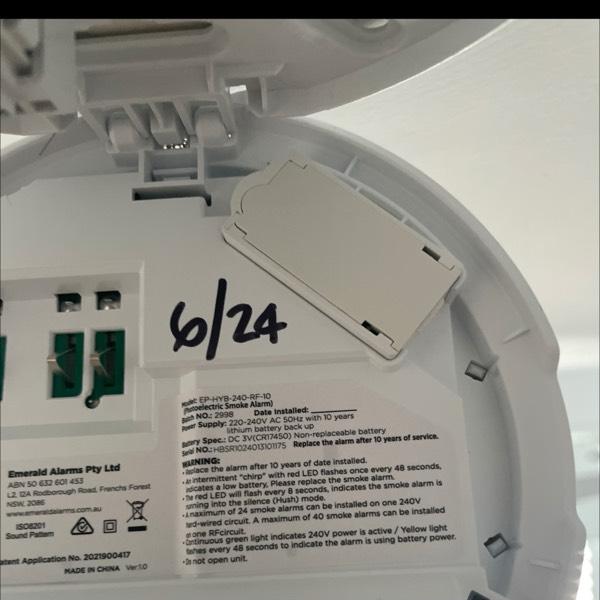 6/24
Model: EP-HYB-240-RF-10
(Photoelectric Smoke Alarm)
Batch NO.: 2998 Date Installed: ________
Power Supply: 220-240V AC 50Hz with 10 years
lithium battery back up
Battery Spec.: DC 3V(CR17450) Non-replaceable battery
Serial NO.: HBSR1024013101175 Replace the alarm after 10 years of service.
WARNING:
• Replace the alarm after 10 years of date installed.
• An intermittent "chirp" with red LED flashes once every 48 seconds,
indicates a low battery, Please replace the smoke alarm.
• The red LED will flash every 8 seconds, indicates the smoke alarm is
running into the silence (Hush) mode.
• A maximum of 24 smoke alarms can be installed on one 240V
hard-wired circuit. A maximum of 40 smoke alarms can be installed
on one RFcircuit.
• Continuous green light indicates 240V power is active / Yellow light
flashes every 48 seconds to indicate the alarm is using battery power.
• Do not open unit.
Emerald Alarms Pty Ltd
ABN 50 632 601 453
L2, 12A Rodborough Road, Frenchs Forest
NSW, 2086
www.emeraldalarms.com.au
ISO8201
Sound Pattern
Patent Application No. 2021900417
MADE IN CHINA Ver:1.0